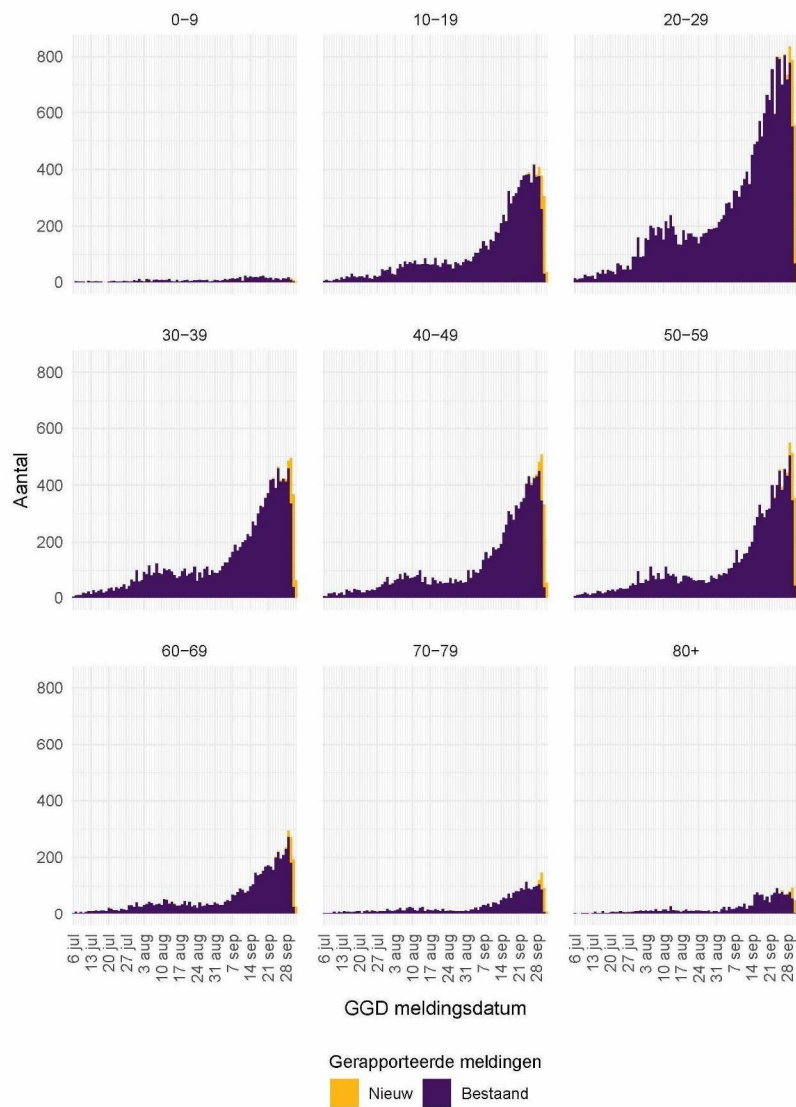 0−9 10−19 20−29
800
600
400
200
0
30−39 40−49 50−59
800
600
400
200
0
Aantal
60−69 70−79 80+
800
600
400
200
0
6 jul 13 jul 20 jul 27 jul 3 aug 10 aug 17 aug 24 aug 31 aug 7 sep 14 sep 21 sep 28 sep
6 jul 13 jul 20 jul 27 jul 3 aug 10 aug 17 aug 24 aug 31 aug 7 sep 14 sep 21 sep 28 sep
6 jul 13 jul 20 jul 27 jul 3 aug 10 aug 17 aug 24 aug 31 aug 7 sep 14 sep 21 sep 28 sep
GGD meldingsdatum
Gerapporteerde meldingen
Nieuw Bestaand